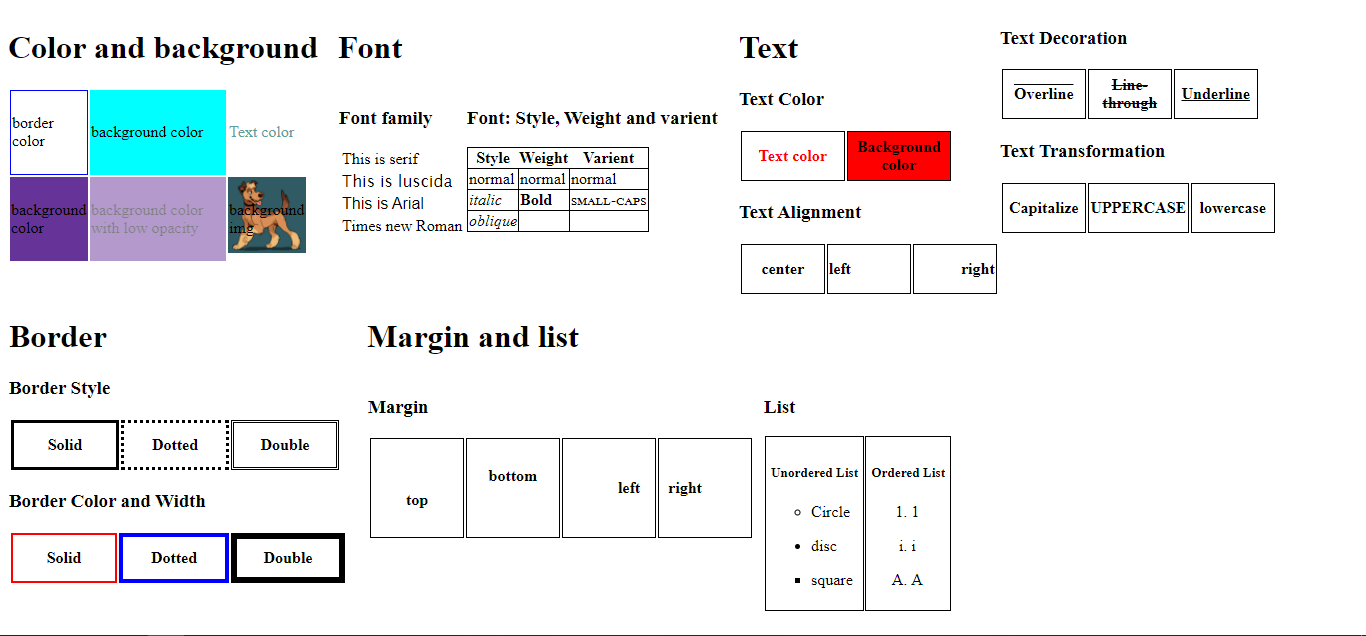 Color and background
border
color
background color
Text color
background
color
background color
with low opacity
background
img
Font
Font family
This is serif
This is luscida
This is Arial
Times new Roman
Font: Style, Weight and varient
Style Weight Varient
normal normal normal
italic Bold SMALL-CAPS
oblique
Text
Text Color
Text color
Background
color
Text Alignment
center left right
Text Decoration
Overline
Line-
through
Underline
Text Transformation
Capitalize UPPERCASE lowercase
Border
Border Style
Solid Dotted Double
Border Color and Width
Solid Dotted Double
Margin and list
Margin
top
bottom
left
right
List
Unordered List
Circle
disc
square
Ordered List
1. 1
i. i
A. A